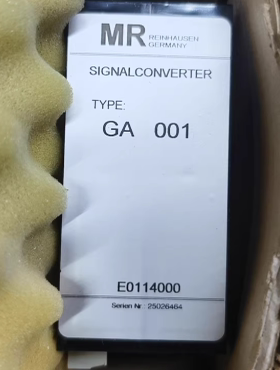 MR REINHAUSEN
GERMANY
SIGNALCONVERTER
TYPE:
GA 001
E0114000
Serien Nr. 25026464